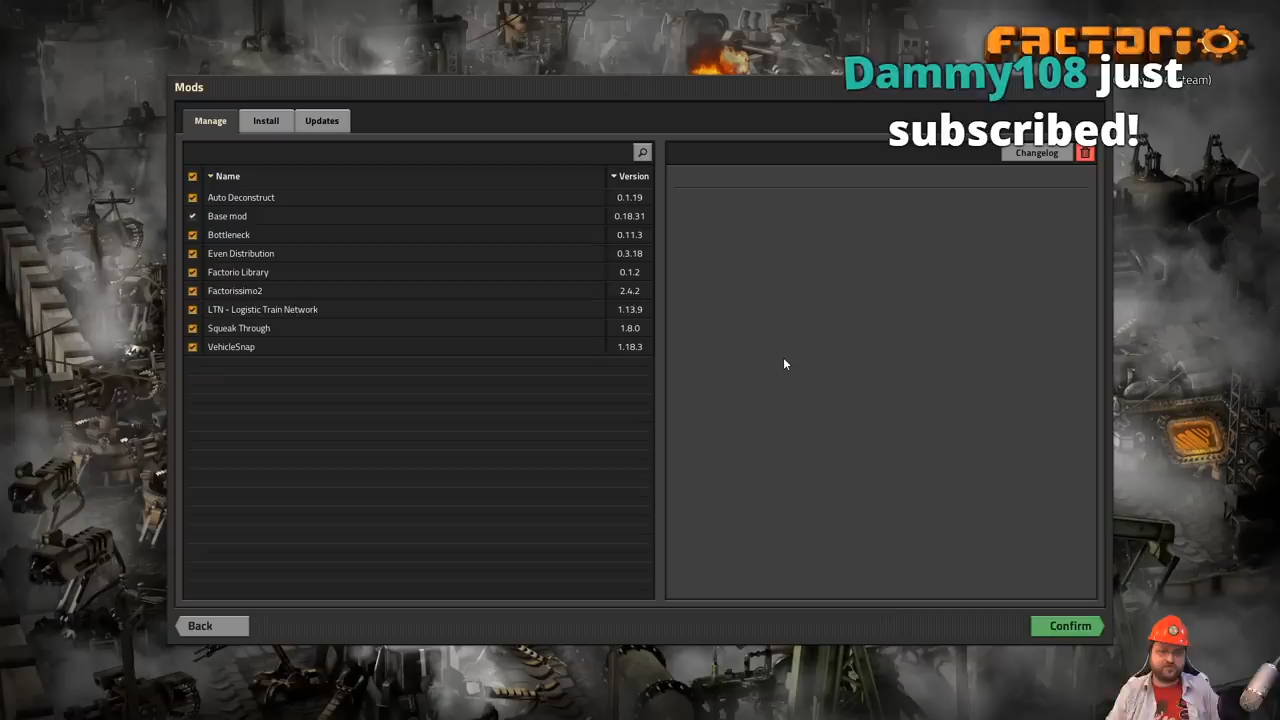 FACTORIO
Dammy108 just
steam)
subscribed!
Mods
Manage Install Updates
Changelog
Name Version
Auto Deconstruct 0.1.19
Base mod 0.18.31
Bottleneck 0.11.3
Even Distribution 0.3.18
Factorio Library 0.1.2
Factorissimo2 2.4.2
LTN - Logistic Train Network 1.13.9
Squeak Through 1.8.0
VehicleSnap 1.18.3
Back Confirm